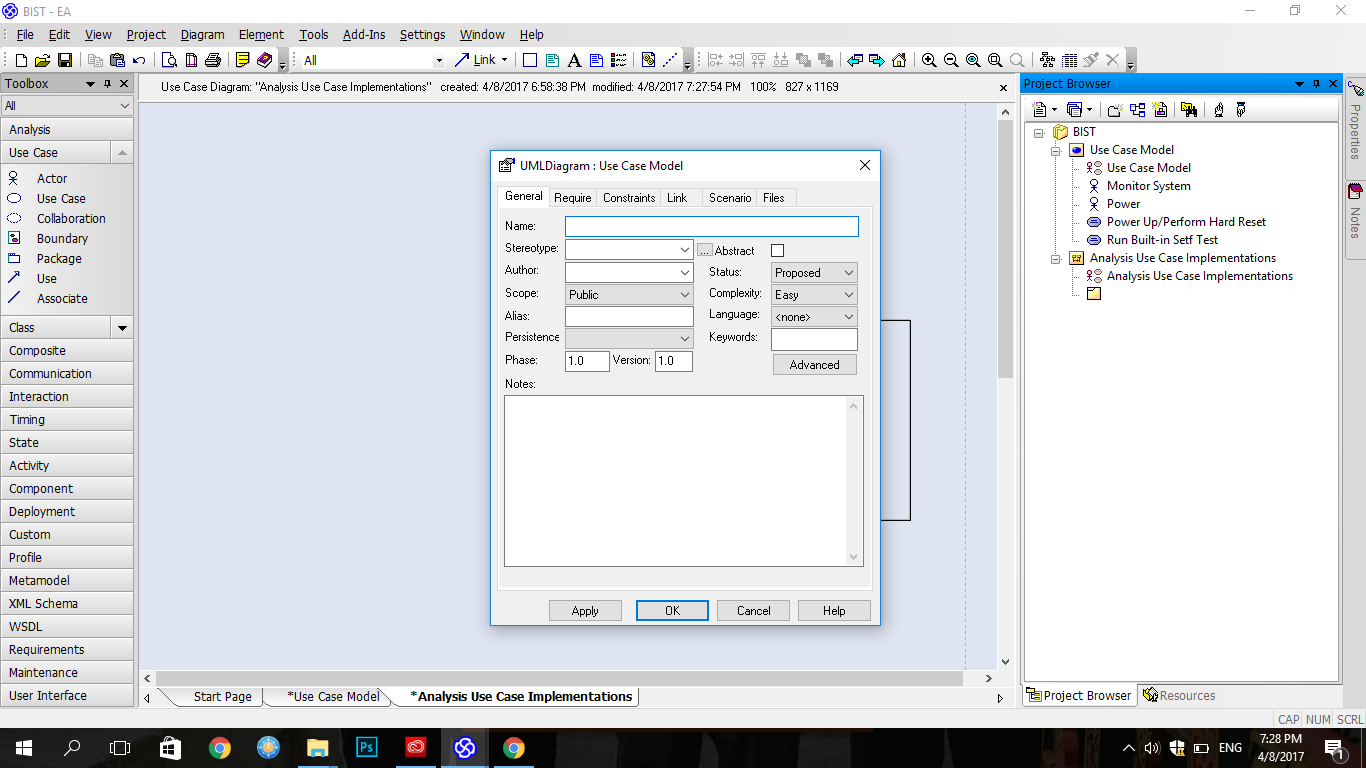 BIST - EA
File Edit View Project Diagram Element Tools Add-Ins Settings Window Help
All Link A
Toolbox
All
Analysis
Use Case
Actor
Use Case
Collaboration
Boundary
Package
Use
Associate
Class
Composite
Communication
Interaction
Timing
State
Activity
Component
Deployment
Custom
Profile
Metamodel
XML Schema
WSDL
Requirements
Maintenance
User Interface
Use Case Diagram: "Analysis Use Case Implementations" created: 4/8/2017 6:58:38 PM modified: 4/8/2017 7:27:54 PM 100% 827 x 1169
UMLDiagram : Use Case Model
General Require Constraints Link Scenario Files
Name:
Stereotype: ... Abstract
Author: Status: Proposed
Scope: Public Complexity: Easy
Alias: Language: <none>
Persistence Keywords:
Phase: 1.0 Version: 1.0 Advanced
Notes:
Apply OK Cancel Help
Start Page *Use Case Model *Analysis Use Case Implementations
Project Browser
BIST
Use Case Model
Use Case Model
Monitor System
Power
Power Up/Perform Hard Reset
Run Built-in Setf Test
Analysis Use Case Implementations
Analysis Use Case Implementations
Project Browser Resources
Properties
Notes
CAP NUM SCRL
Ps
ENG
7:28 PM
4/8/2017
1